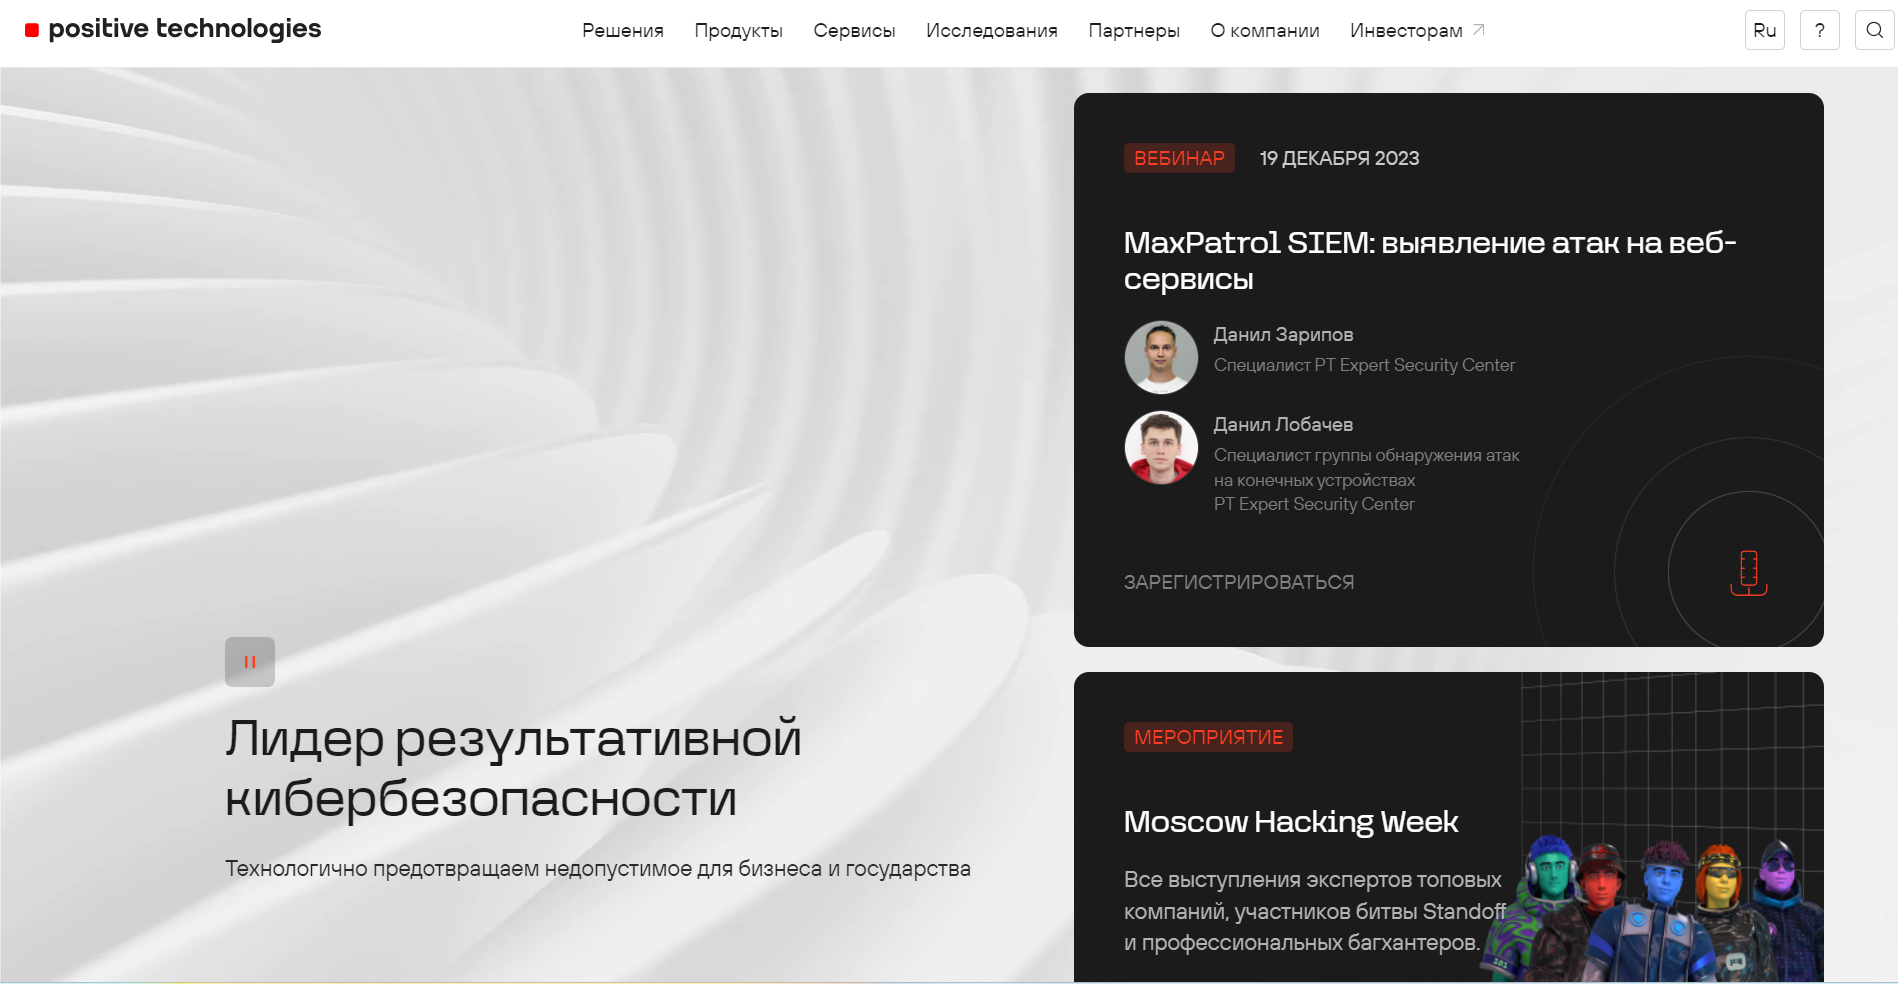 positive technologies
Решения Продукты Сервисы Исследования Партнеры О компании Инвесторам
Ru ?
ВЕБИНАР 19 ДЕКАБРЯ 2023
MaxPatrol SIEM: выявление атак на веб-
сервисы
Данил Зарипов
Специалист PT Expert Security Center
Данил Лобачев
Специалист группы обнаружения атак
на конечных устройствах
PT Expert Security Center
ЗАРЕГИСТРИРОВАТЬСЯ
Лидер результативной
кибербезопасности
Технологично предотвращаем недопустимое для бизнеса и государства
МЕРОПРИЯТИЕ
Moscow Hacking Week
Все выступления экспертов топовых
компаний, участников битвы Standoff
и профессиональных багхантеров.